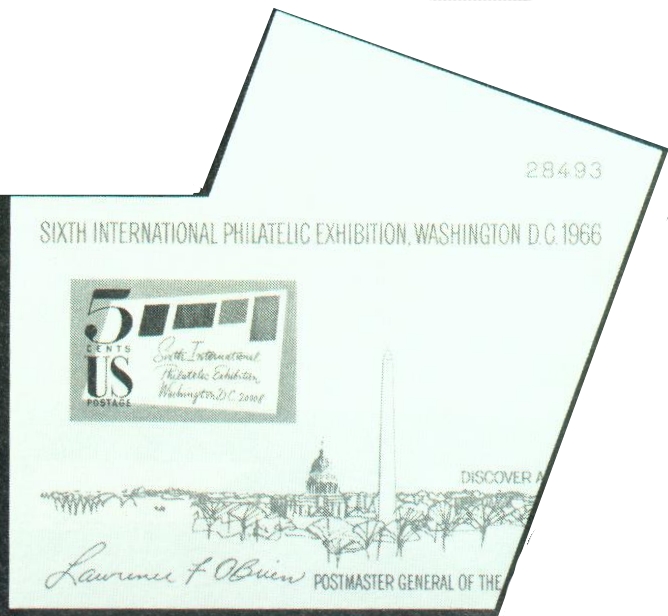 28493
SIXTH INTERNATIONAL PHILATELIC EXHIBITION, WASHINGTON D.C. 1966
5
CENTS
US
POSTAGE
Sixth International
Philatelic Exhibition
Washington D.C. 20008
DISCOVER A
Lawrence F O'Brien POSTMASTER GENERAL OF THE